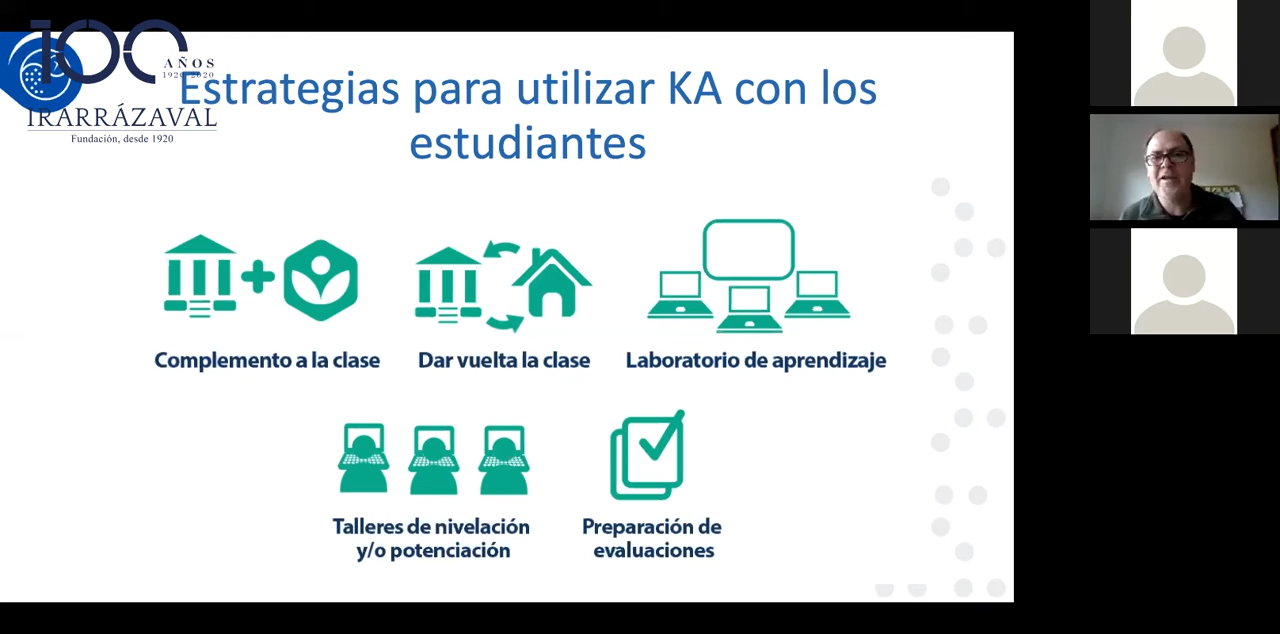 100
AÑOS
1920-2020
IRARRÁZAVAL
Fundación, desde 1920
Estrategias para utilizar KA con los
estudiantes
Complemento a la clase
Dar vuelta la clase
Laboratorio de aprendizaje
Talleres de nivelación
y/o potenciación
Preparación de
evaluaciones